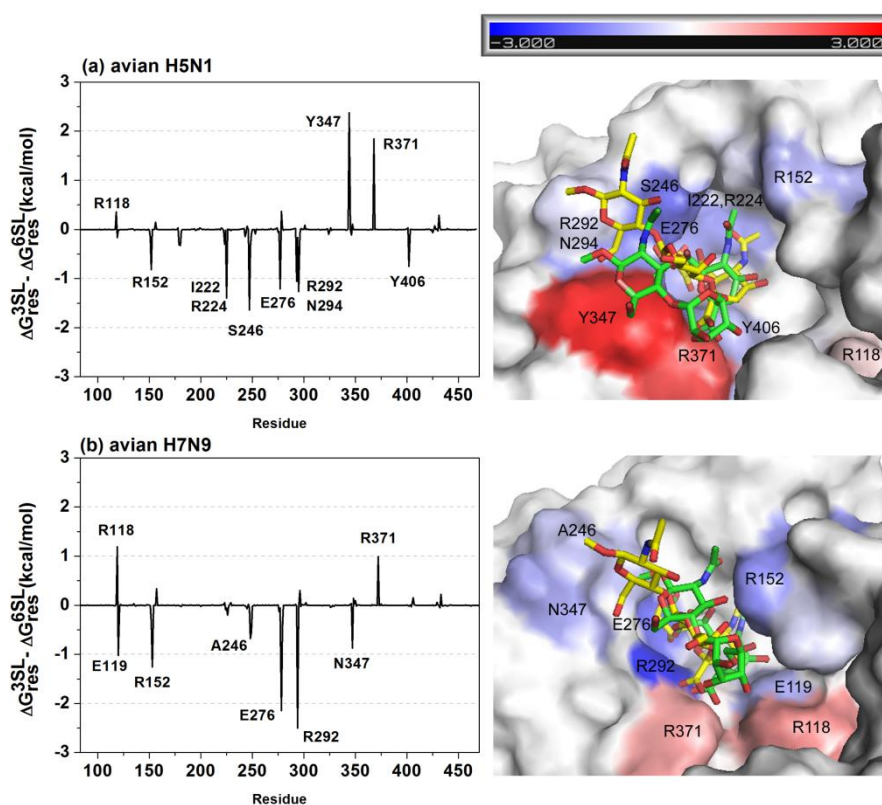 -3.000 3.000
(a) avian H5N1
ΔG3SLres - ΔG6SLres (kcal/mol)
3
2
1
0
-1
-2
-3
Y347
R371
R118
R152
I222
R224
S246
E276
R292
N294
Y406
100 150 200 250 300 350 400 450
Residue
S246
R152
I222,R224
R292
E276
N294
Y347
Y406
R371
R118
(b) avian H7N9
ΔG3SLres - ΔG6SLres (kcal/mol)
3
2
1
0
-1
-2
-3
R118
R371
E119
R152
A246
N347
E276
R292
100 150 200 250 300 350 400 450
Residue
A246
R152
N347
E276
R292
E119
R371
R118